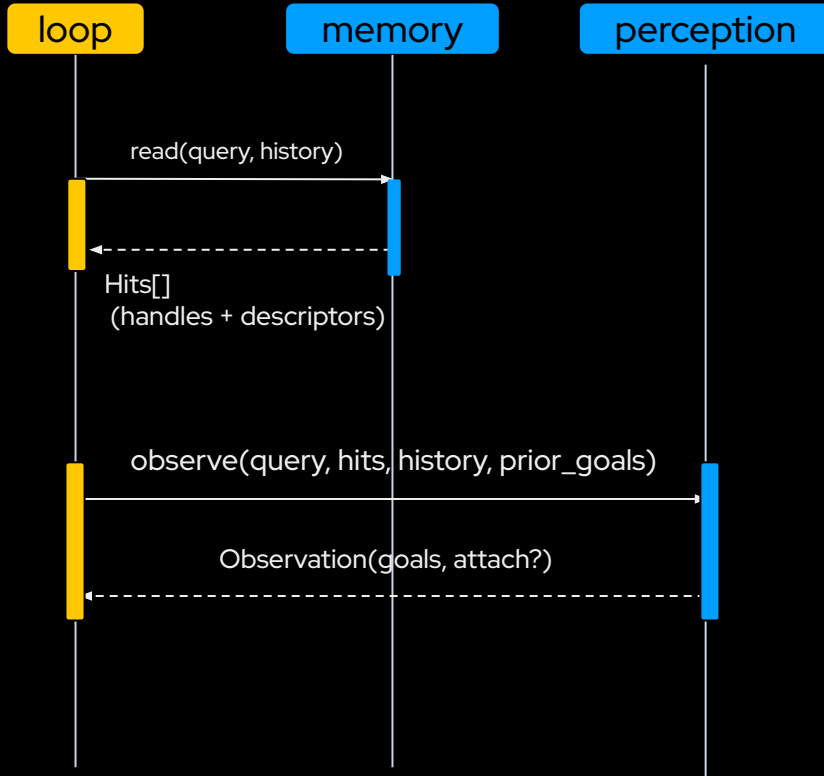 loop
memory
perception
read(query, history)
Hits[]
(handles + descriptors)
observe(query, hits, history, prior_goals)
Observation(goals, attach?)